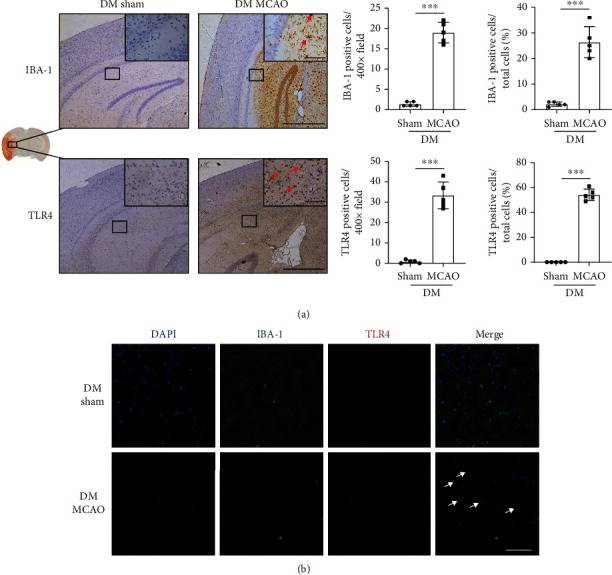 DM sham
DM MCAO
IBA-1
TLR4
IBA-1 positive cells/
400× field
25
20
15
10
5
0
***
Sham MCAO
DM
IBA-1 positive cells/
total cells (%)
40
30
20
10
0
***
Sham MCAO
DM
TLR4 positive cells/
400× field
50
40
30
20
10
0
***
Sham MCAO
DM
TLR4 positive cells/
total cells (%)
80
60
40
20
0
***
Sham MCAO
DM
(a)
DAPI
IBA-1
TLR4
Merge
DM
sham
DM
MCAO
(b)